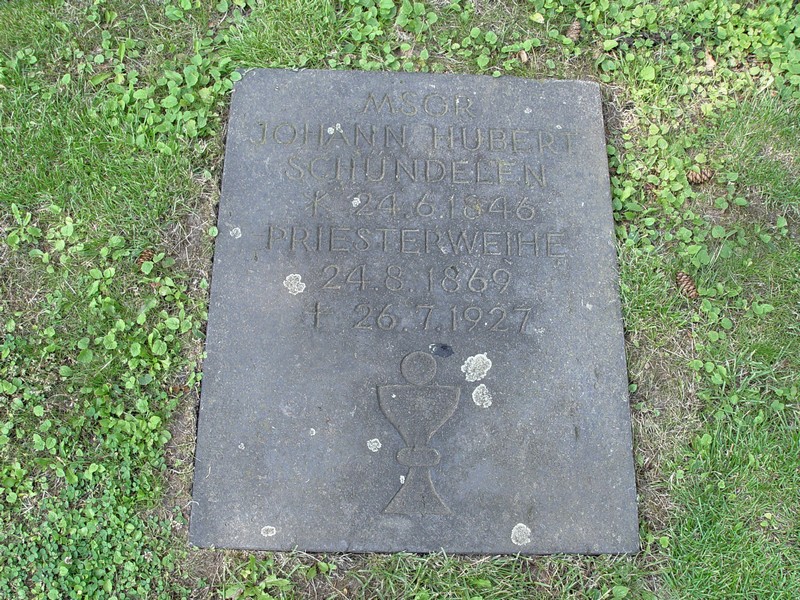 MSGR
JOHANN HUBERT
SCHUNDELEN
* 24.6.1846
PRIESTERWEIHE
24.8.1869
† 26.7.1927